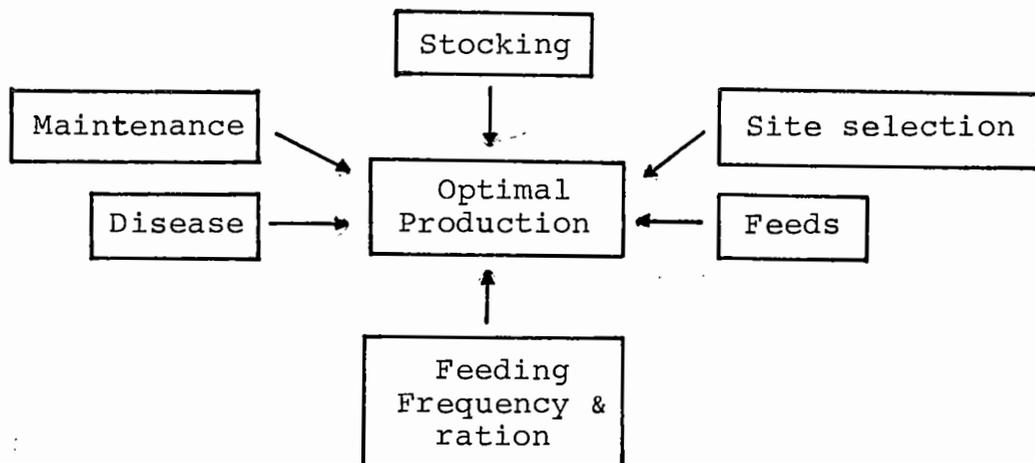 Stocking
Maintenance
Site selection
Optimal
Production
Disease
Feeds
Feeding
Frequency &
ration